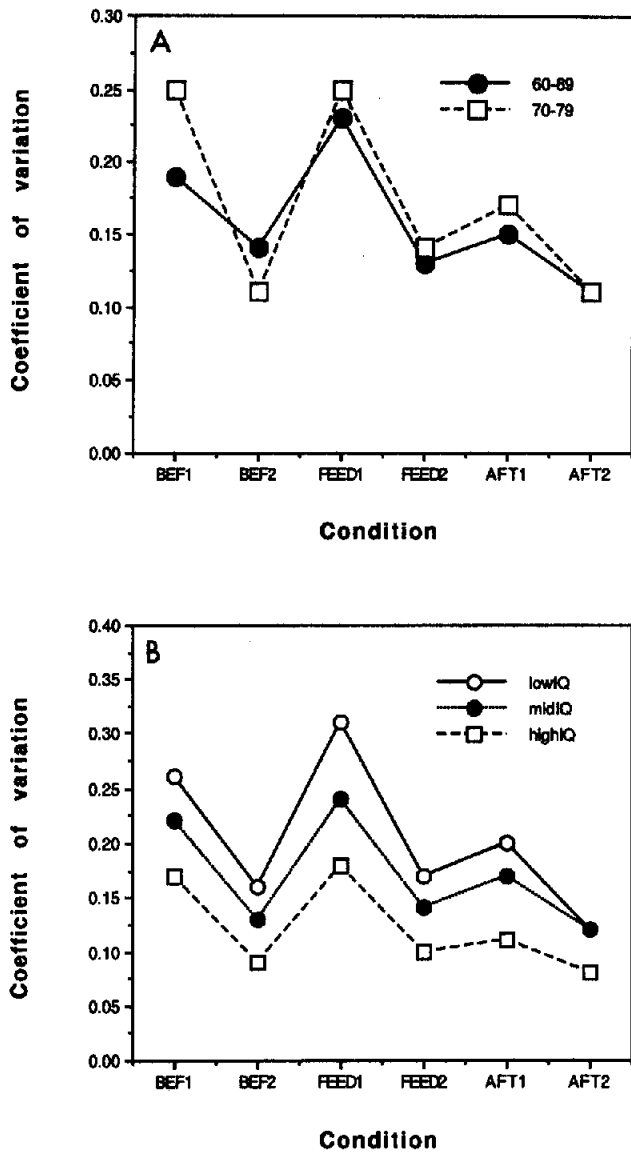 A
0.30
0.25
0.20
0.15
0.10
0.05
0.00
Coefficient of variation
60-69
70-79
BEF1 BEF2 FEED1 FEED2 AFT1 AFT2
Condition
B
0.40
0.35
0.30
0.25
0.20
0.15
0.10
0.05
0.00
Coefficient of variation
lowIQ
midIQ
highIQ
BEF1 BEF2 FEED1 FEED2 AFT1 AFT2
Condition